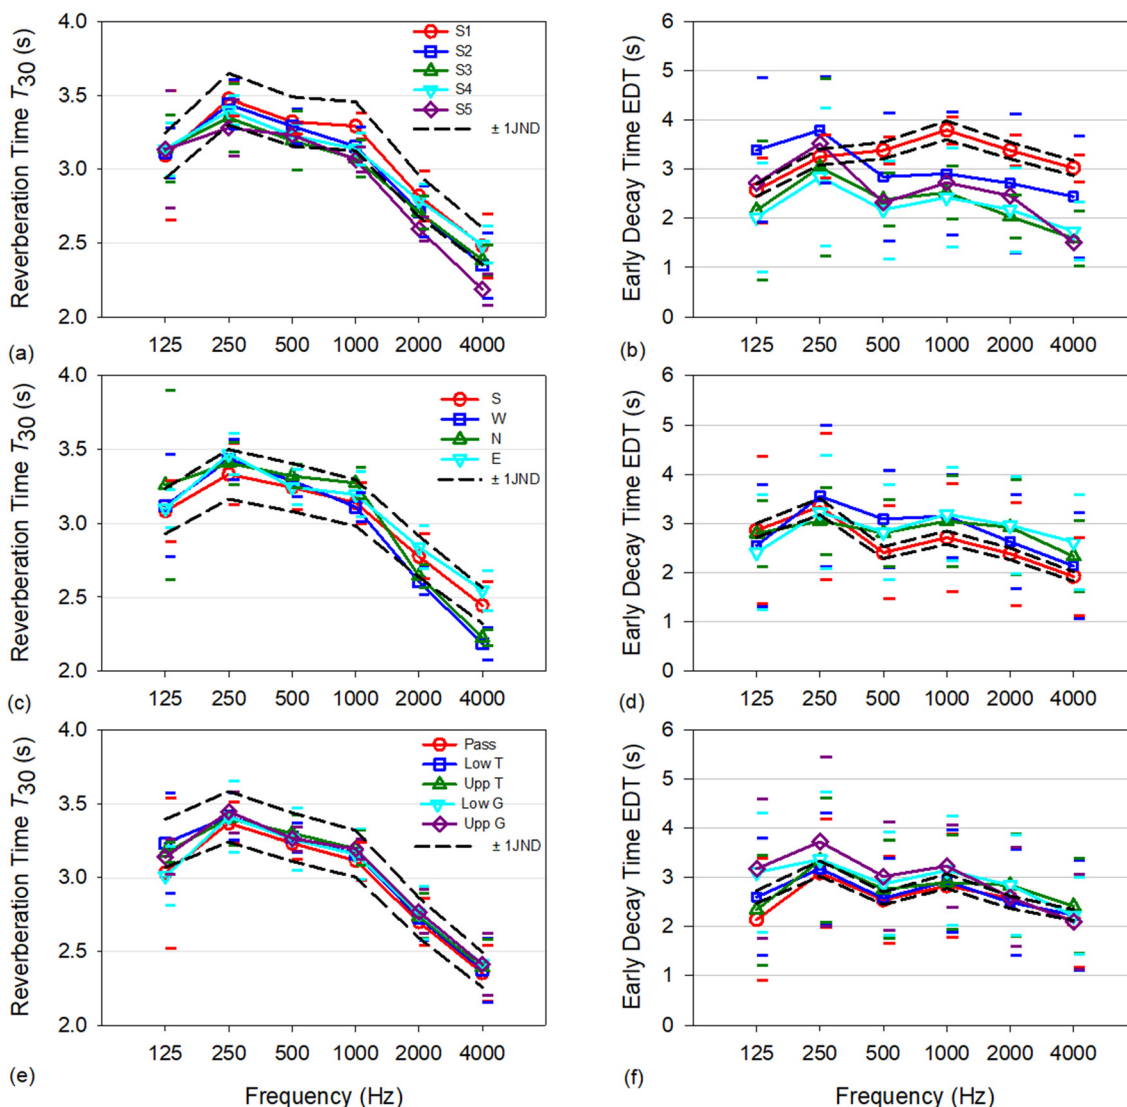 Reverberation Time T30 (s)
4.0
3.5
3.0
2.5
2.0
S1
S2
S3
S4
S5
± 1JND
125 250 500 1000 2000 4000
(a)
Early Decay Time EDT (s)
6
5
4
3
2
1
0
125 250 500 1000 2000 4000
(b)
Reverberation Time T30 (s)
4.0
3.5
3.0
2.5
2.0
S
W
N
E
± 1JND
125 250 500 1000 2000 4000
(c)
Early Decay Time EDT (s)
6
5
4
3
2
1
0
125 250 500 1000 2000 4000
(d)
Reverberation Time T30 (s)
4.0
3.5
3.0
2.5
2.0
Pass
Low T
Upp T
Low G
Upp G
± 1JND
125 250 500 1000 2000 4000
(e)
Frequency (Hz)
Early Decay Time EDT (s)
6
5
4
3
2
1
0
125 250 500 1000 2000 4000
(f)
Frequency (Hz)